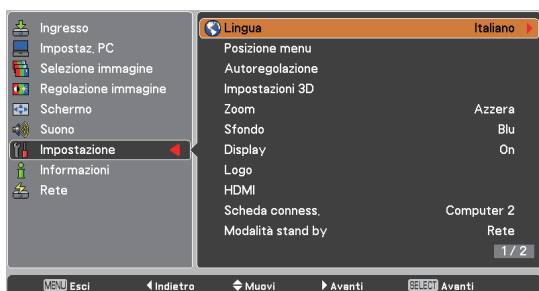 Ingresso
Impostaz. PC
Selezione immagine
Regolazione immagine
Schermo
Suono
Impostazione
Informazioni
Rete
Lingua Italiano
Posizione menu
Autoregolazione
Impostazioni 3D
Zoom Azzera
Sfondo Blu
Display On
Logo
HDMI
Scheda conness. Computer 2
Modalità stand by Rete
1/2
MENU Esci Indietro Muovi Avanti SELECT Avanti